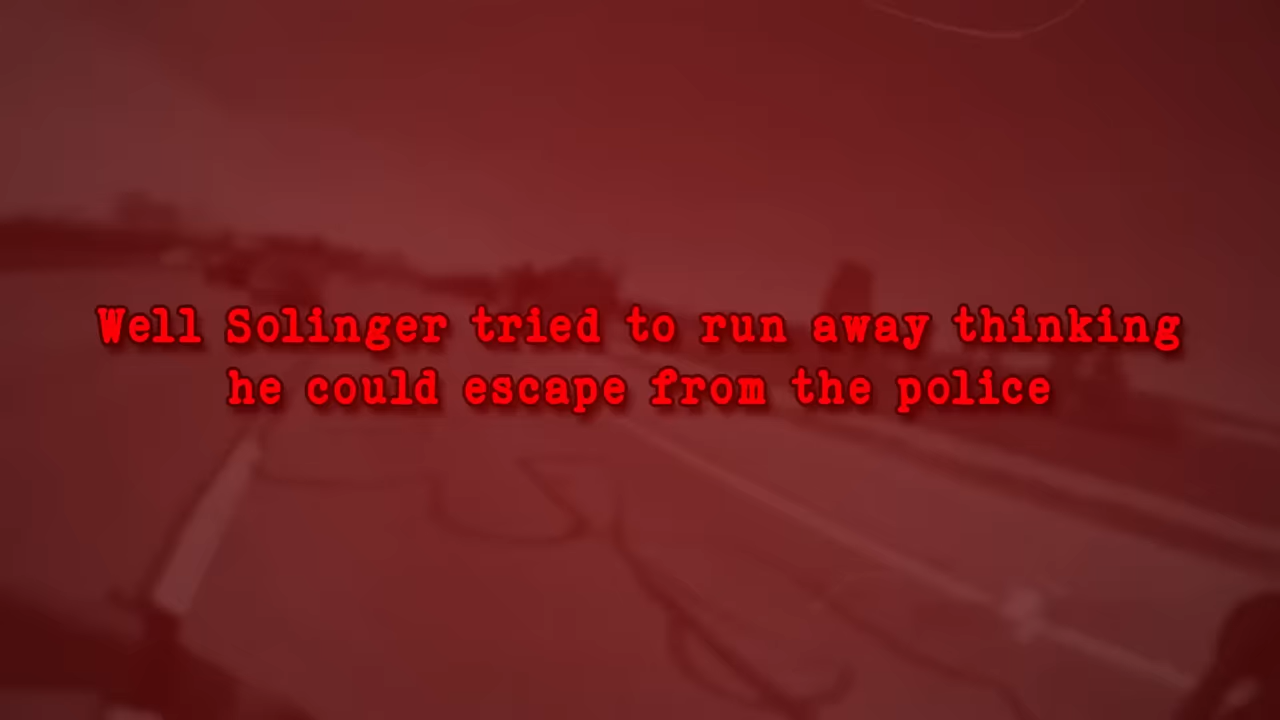 Well Solinger tried to run away thinking
he could escape from the police